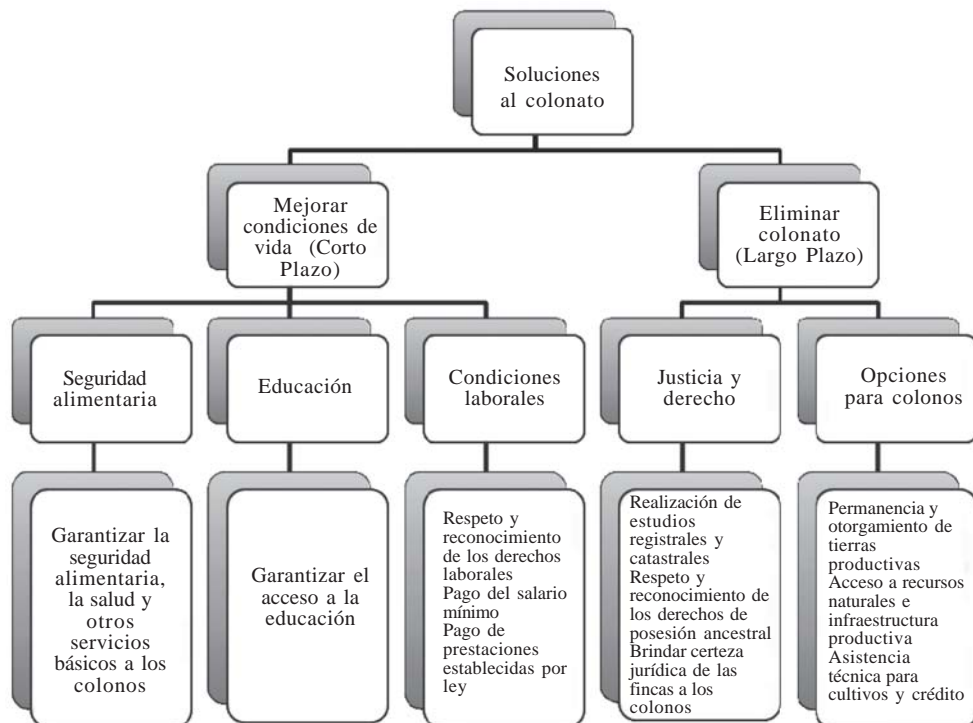 Soluciones
al colonato
Mejorar
condiciones de
vida (Corto
Plazo)
Eliminar
colonato
(Largo Plazo)
Seguridad
alimentaria
Educación
Condiciones
laborales
Justicia y
derecho
Opciones
para colonos
Garantizar la
seguridad
alimentaria,
la salud y
otros
servicios
básicos a los
colonos
Garantizar el
acceso a la
educación
Respeto y
reconocimiento
de los derechos
laborales
Pago del salario
mínimo
Pago de
prestaciones
establecidas por
ley
Realización de
estudios
registrales y
catastrales
Respeto y
reconocimiento
de los derechos de
posesión ancestral
Brindar certeza
jurídica de las
fincas a los
colonos
Permanencia y
otorgamiento de
tierras
productivas
Acceso a recursos
naturales e
infraestructura
productiva
Asistencia
técnica para
cultivos y crédito